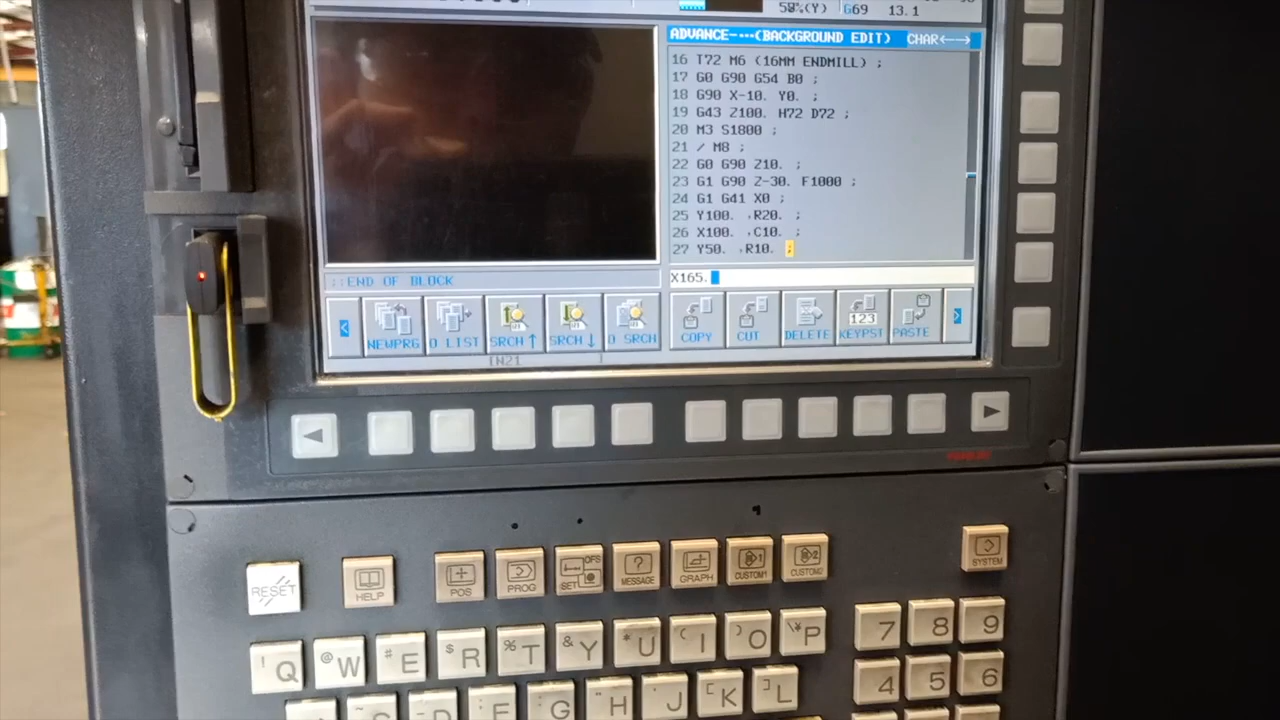 5%(Y) G69 13.1
ADVANCE----(BACKGROUND EDIT) CHAR←→
16 T72 M6 (16MM ENDMILL) ;
17 G0 G90 G54 B0 ;
18 G90 X-10. Y0. ;
19 G43 Z100. H72 D72 ;
20 M3 S1800 ;
21 / M8 ;
22 G0 G90 Z10. ;
23 G1 G90 Z-30. F1000 ;
24 G1 G41 X0 ;
25 Y100. ,R20. ;
26 X100. ,C10. ;
27 Y50. ,R10. ;
::END OF BLOCK
X165.
< NEWPRG O LIST SRCH↑ SRCH↓ O SRCH COPY CUT DELETE KEYPST PASTE >
123
[N21 ]
FANUC
RESET HELP POS PROG OFS SET MESSAGE GRAPH CUSTOM1 CUSTOM2 SYSTEM
! Q @ W # E $ R % T & Y * U ( I ) O \¥ P 7 8 9
D F G H J [ K ] L 4 5 6